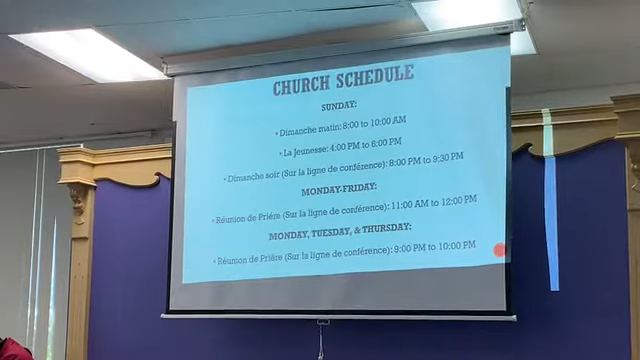 CHURCH SCHEDULE
SUNDAY:
• Dimanche matin: 8:00 to 10:00 AM
• La Jeunesse: 4:00 PM to 6:00 PM
• Dimanche soir (Sur la ligne de conférence): 8:00 PM to 9:30 PM
MONDAY-FRIDAY:
• Réunion de Priére (Sur la ligne de conférence): 11:00 AM to 12:00 PM
MONDAY, TUESDAY, & THURSDAY:
• Réunion de Priére (Sur la ligne de conférence): 9:00 PM to 10:00 PM